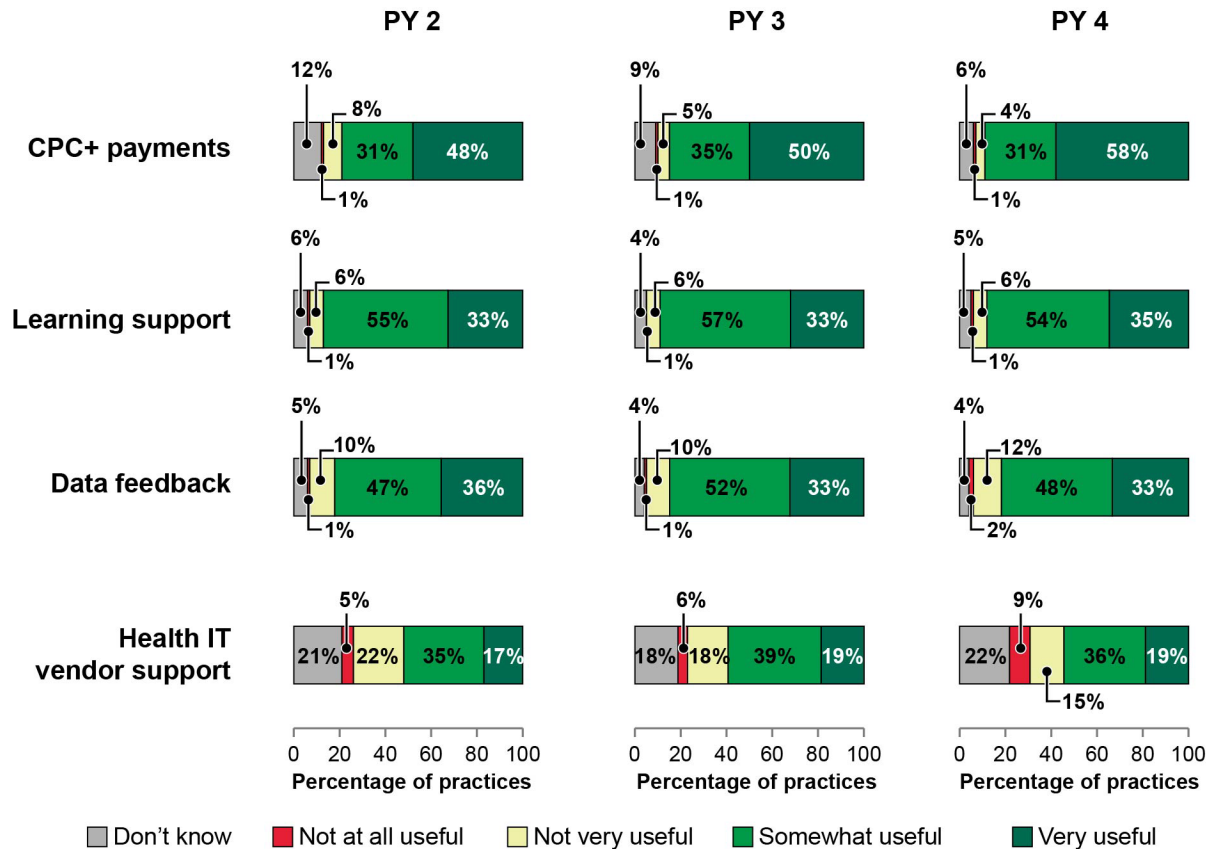 PY 2 PY 3 PY 4
12% 9% 6%
8% 5% 4%
CPC+ payments 31% 48% 35% 50% 31% 58%
1% 1% 1%
6% 4% 5%
6% 6% 6%
Learning support 55% 33% 57% 33% 54% 35%
1% 1% 1%
5% 4% 4%
10% 10% 12%
Data feedback 47% 36% 52% 33% 48% 33%
1% 1% 2%
5% 6% 9%
Health IT
vendor support
21% 22% 35% 17% 18% 18% 39% 19% 22% 36% 19%
15%
0 20 40 60 80 100 0 20 40 60 80 100 0 20 40 60 80 100
Percentage of practices Percentage of practices Percentage of practices
Don't know Not at all useful Not very useful Somewhat useful Very useful